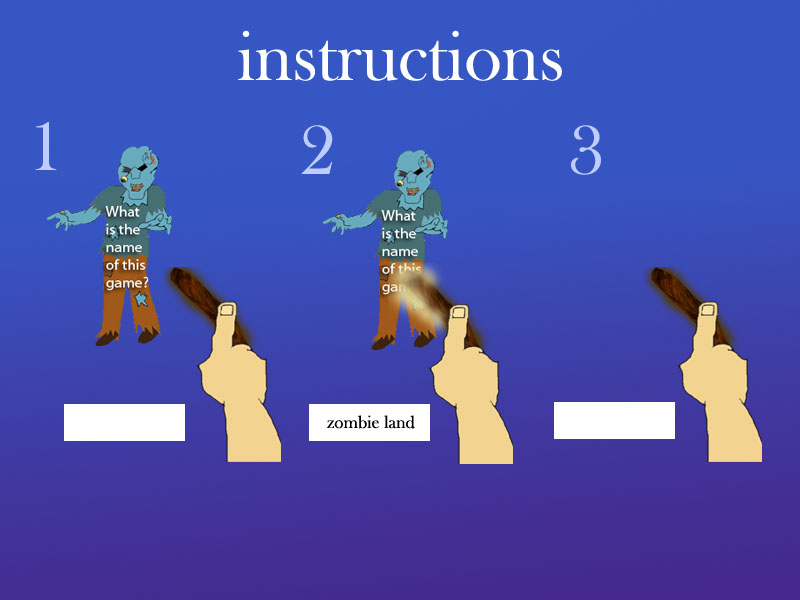 instructions
1
2
3
What
is the
name
of this
game?
What
is the
name
of this
gam
zombie land